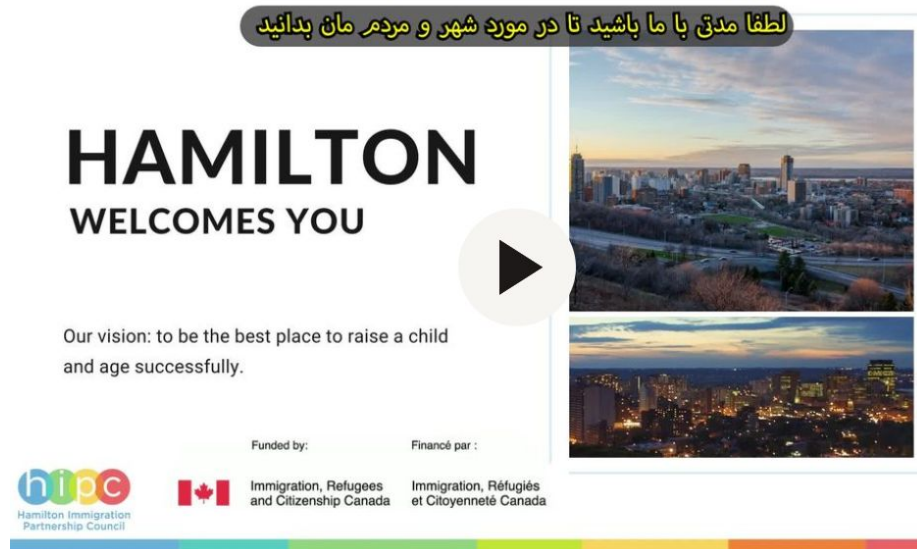 لطفا مدتی با ما باشید تا در مورد شهر و مردم مان بدانید
HAMILTON
WELCOMES YOU
Our vision: to be the best place to raise a child
and age successfully.
Funded by:
Immigration, Refugees
and Citizenship Canada
Financé par :
Immigration, Réfugiés
et Citoyenneté Canada
hipc
Hamilton Immigration
Partnership Council